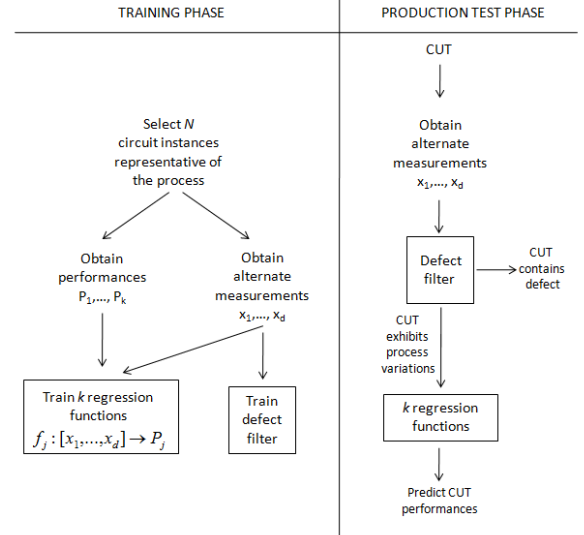 TRAINING PHASE
Select N
circuit instances
representative of
the process
Obtain
performances
P1,..., Pk
Obtain
alternate
measurements
x1,..., xd
Train k regression
functions
fj : [x1,...,xd] → Pj
Train
defect
filter
PRODUCTION TEST PHASE
CUT
Obtain
alternate
measurements
x1,..., xd
Defect
filter
CUT
contains
defect
CUT
exhibits
process
variations
k regression
functions
Predict CUT
performances